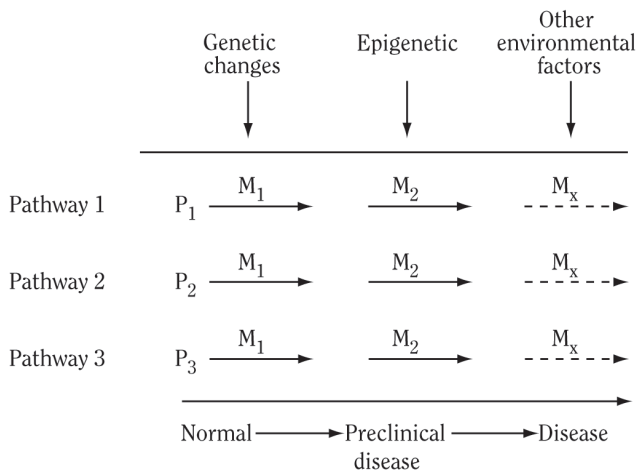 Other
Genetic Epigenetic environmental
changes factors
M1 M2 Mx
Pathway 1 P1
M1 M2 Mx
Pathway 2 P2
M1 M2 Mx
Pathway 3 P3
Normal Preclinical Disease
disease